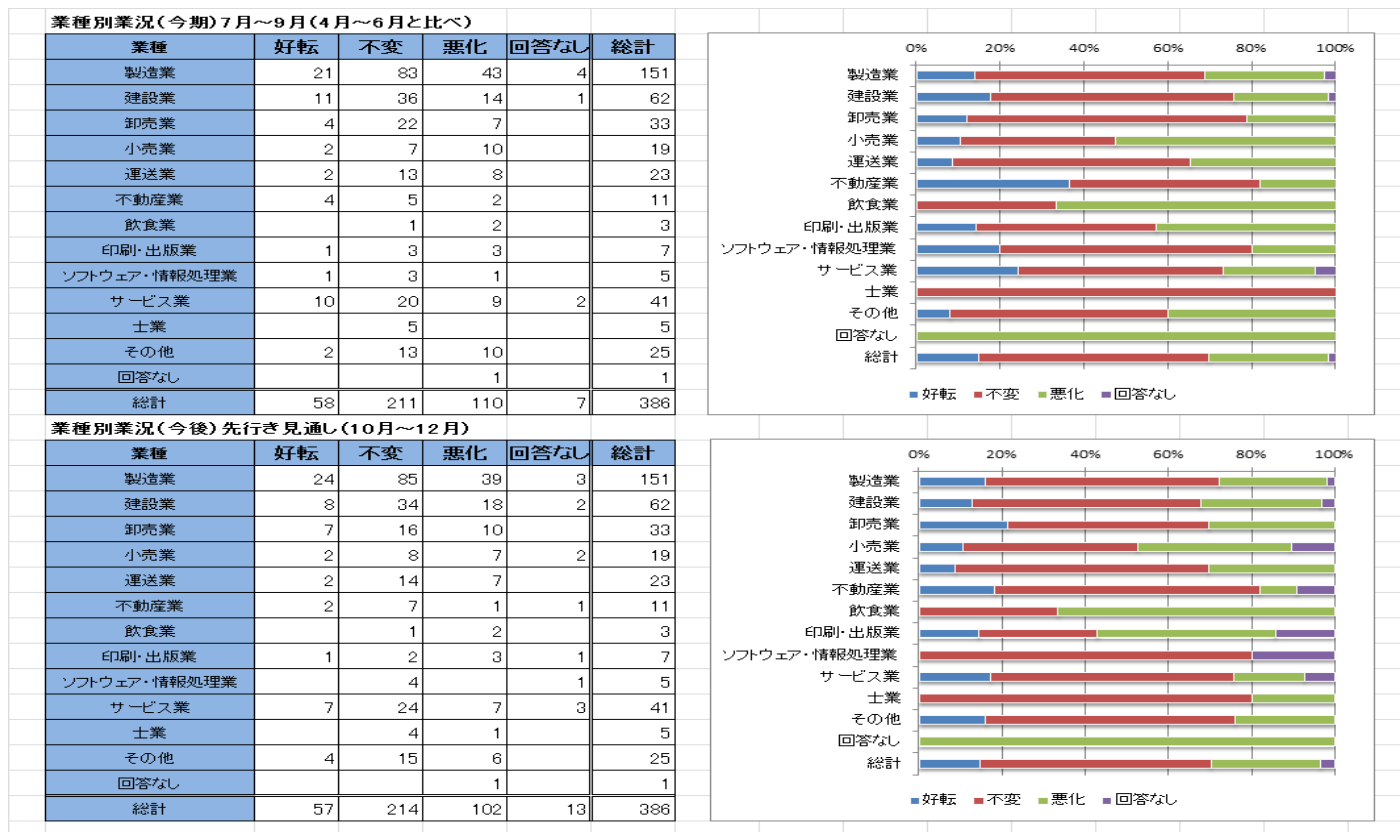 業種別業況(今期)7月～9月(4月～6月と比べ)
業種 好転 不変 悪化 回答なし 総計
製造業 21 83 43 4 151
建設業 11 36 14 1 62
卸売業 4 22 7 33
小売業 2 7 10 19
運送業 2 13 8 23
不動産業 4 5 2 11
飲食業 1 2 3
印刷・出版業 1 3 3 7
ソフトウェア・情報処理業 1 3 1 5
サービス業 10 20 9 2 41
士業 5 5
その他 2 13 10 25
回答なし 1 1
総計 58 211 110 7 386
0% 20% 40% 60% 80% 100%
製造業
建設業
卸売業
小売業
運送業
不動産業
飲食業
印刷・出版業
ソフトウェア・情報処理業
サービス業
士業
その他
回答なし
総計
好転 不変 悪化 回答なし
業種別業況(今後)先行き見通し(10月～12月)
業種 好転 不変 悪化 回答なし 総計
製造業 24 85 39 3 151
建設業 8 34 18 2 62
卸売業 7 16 10 33
小売業 2 8 7 2 19
運送業 2 14 7 23
不動産業 2 7 1 1 11
飲食業 1 2 3
印刷・出版業 1 2 3 1 7
ソフトウェア・情報処理業 4 1 5
サービス業 7 24 7 3 41
士業 4 1 5
その他 4 15 6 25
回答なし 1 1
総計 57 214 102 13 386
0% 20% 40% 60% 80% 100%
製造業
建設業
卸売業
小売業
運送業
不動産業
飲食業
印刷・出版業
ソフトウェア・情報処理業
サービス業
士業
その他
回答なし
総計
好転 不変 悪化 回答なし